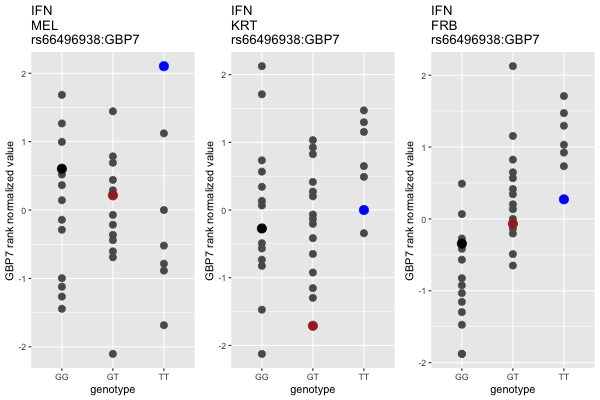 IFN
MEL
rs66496938:GBP7
GBP7 rank normalized value
2
1
0
-1
-2
GG
GT
TT
genotype
IFN
KRT
rs66496938:GBP7
GBP7 rank normalized value
2
1
0
-1
-2
GG
GT
TT
genotype
IFN
FRB
rs66496938:GBP7
GBP7 rank normalized value
2
1
0
-1
-2
GG
GT
TT
genotype